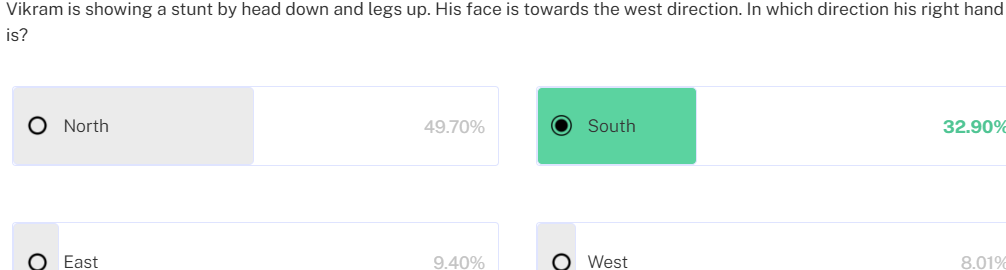 Vikram is showing a stunt by head down and legs up. His face is towards the west direction. In which direction his right hand
is?
North 49.70% South 32.90%
East 9.40% West 8.01%